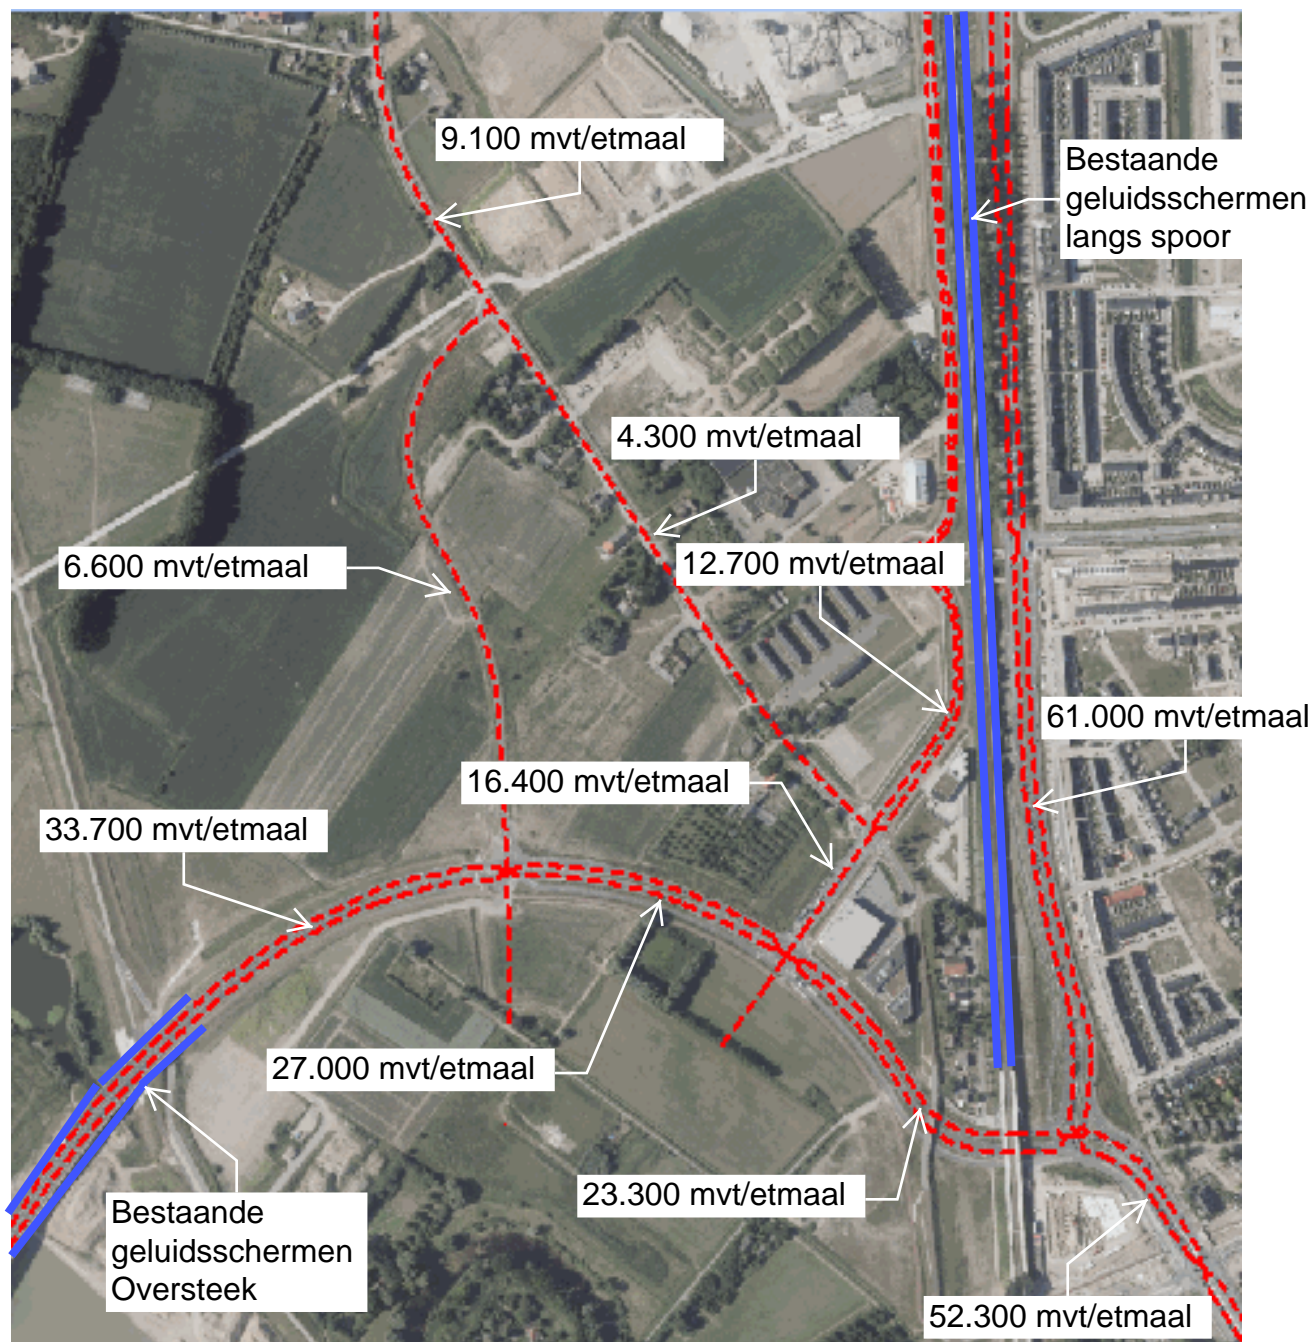 9.100 mvt/etmaal
Bestaande
geluidsschermen
langs spoor
4.300 mvt/etmaal
6.600 mvt/etmaal
12.700 mvt/etmaal
61.000 mvt/etmaal
16.400 mvt/etmaal
33.700 mvt/etmaal
27.000 mvt/etmaal
23.300 mvt/etmaal
Bestaande
geluidsschermen
Oversteek
52.300 mvt/etmaal